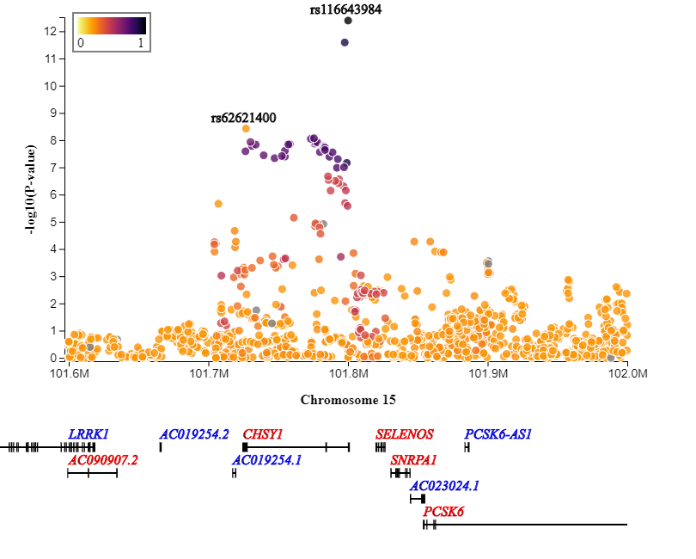 rs116643984
0 1
rs62621400
-log10(P-value)
12
11
10
9
8
7
6
5
4
3
2
1
0
101.6M 101.7M 101.8M 101.9M 102.0M
Chromosome 15
LRRK1 AC019254.2 CHSY1 SELENOS PCSK6-AS1
AC090907.2 AC019254.1 SNRPA1
AC023024.1
PCSK6